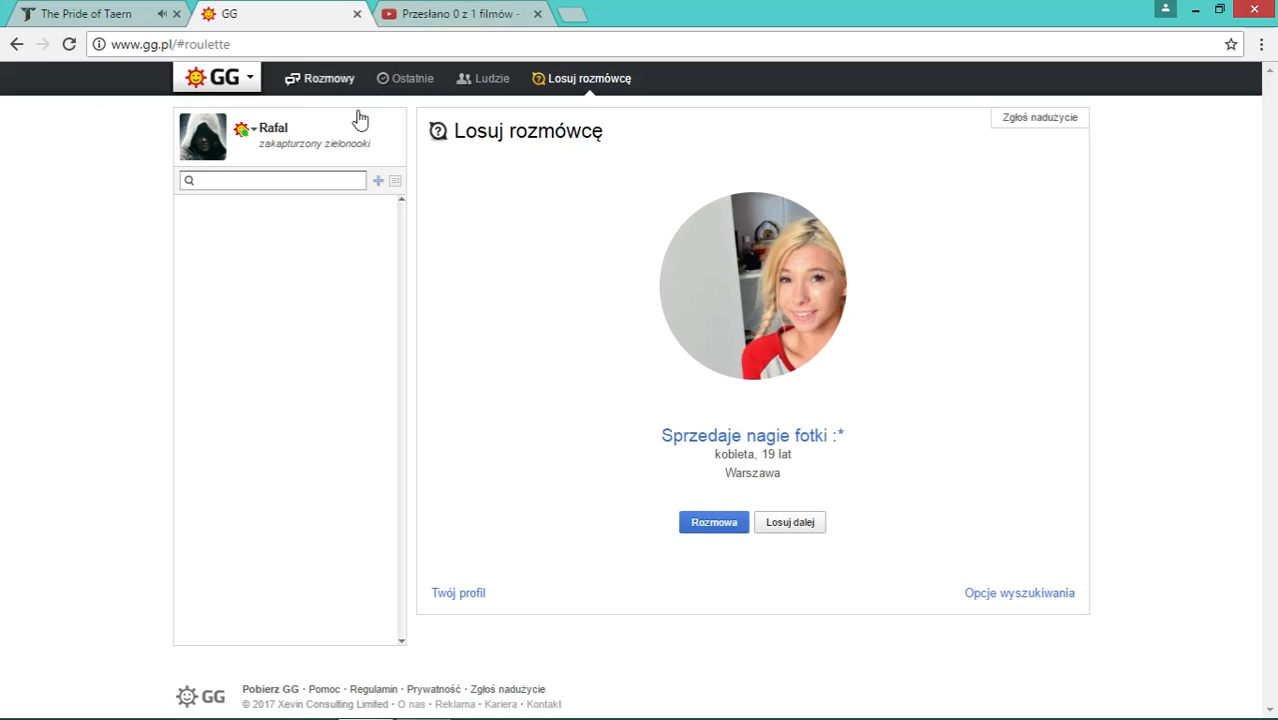 The Pride of Taern
GG
Przesłano 0 z 1 filmów -
www.gg.pl/#roulette
GG
Rozmowy
Ostatnie
Ludzie
Losuj rozmówcę
Rafal
zakapturzony zielonooki
Losuj rozmówcę
Zgłoś nadużycie
Sprzedaje nagie fotki :*
kobieta, 19 lat
Warszawa
Rozmowa
Losuj dalej
Twój profil
Opcje wyszukiwania
GG
Pobierz GG · Pomoc · Regulamin · Prywatność · Zgłoś nadużycie
© 2017 Xevin Consulting Limited · O nas · Reklama · Kariera · Kontakt